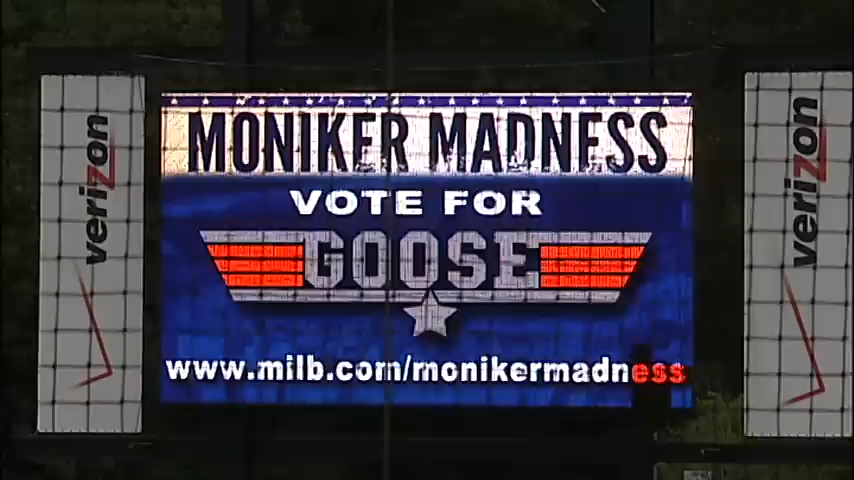 MONIKER MADNESS
VOTE FOR
GOOSE
www.milb.com/monikermadness
verizon
verizon